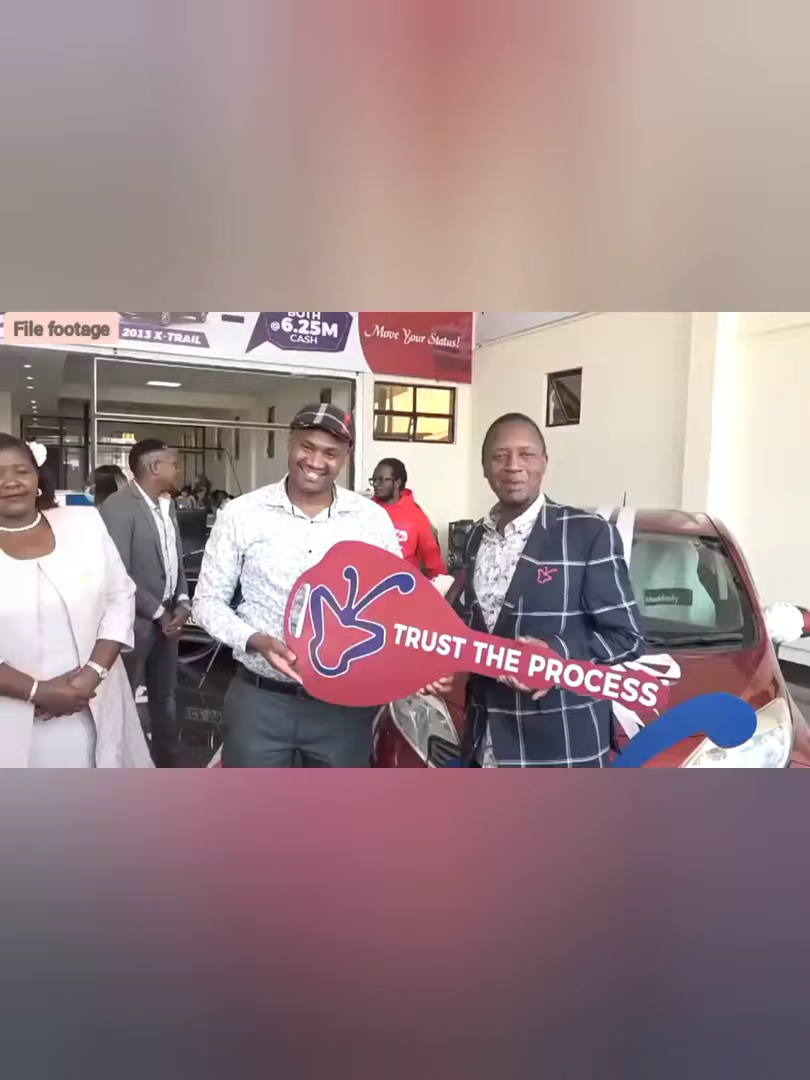 File footage
2013 X-TRAIL
BOTH
@6.25M
CASH
Move Your Status!
TRUST THE PROCESS